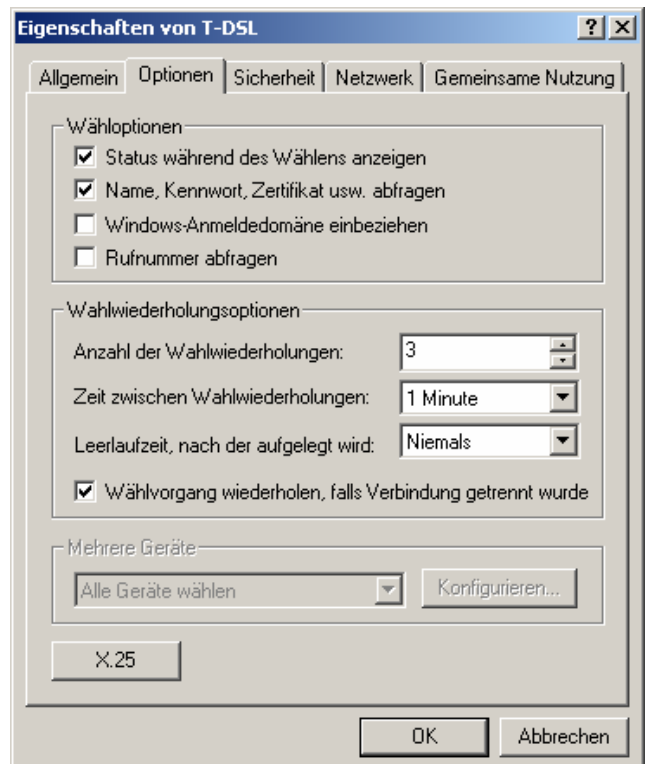 Eigenschaften von T-DSL
Allgemein Optionen Sicherheit Netzwerk Gemeinsame Nutzung
Wähloptionen
Status während des Wählens anzeigen
Name, Kennwort, Zertifikat usw. abfragen
Windows-Anmeldedomäne einbeziehen
Rufnummer abfragen
Wahlwiederholungsoptionen
Anzahl der Wahlwiederholungen: 3
Zeit zwischen Wahlwiederholungen: 1 Minute
Leerlaufzeit, nach der aufgelegt wird: Niemals
Wählvorgang wiederholen, falls Verbindung getrennt wurde
Mehrere Geräte
Alle Geräte wählen Konfigurieren...
X.25
OK Abbrechen